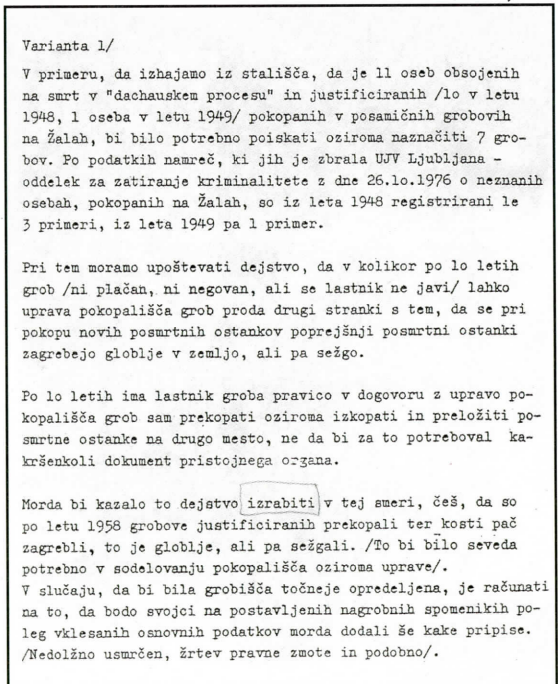 Varianta 1/
V primeru, da izhajamo iz stališča, da je 11 oseb obsojenih
na smrt v "dachauskem procesu" in justificiranih /lo v letu
1948, 1 oseba v letu 1949/ pokopanih v posamičnih grobovih
na Žalah, bi bilo potrebno poiskati oziroma naznačiti 7 gro-
bov. Po podatkih namreč, ki jih je zbrala UJV Ljubljana -
oddelek za zatiranje kriminalitete z dne 26.lo.1976 o neznanih
osebah, pokopanih na Žalah, so iz leta 1948 registrirani le
3 primeri, iz leta 1949 pa 1 primer.
Pri tem moramo upoštevati dejstvo, da v kolikor po lo letih
grob /ni plačan, ni negovan, ali se lastnik ne javi/ lahko
uprava pokopališča grob proda drugi stranki s tem, da se pri
pokopu novih posmrtnih ostankov poprejšnji posmrtni ostanki
zagrebejo globlje v zemljo, ali pa sežgo.
Po lo letih ima lastnik groba pravico v dogovoru z upravo po-
kopališča grob sam prekopati oziroma izkopati in preložiti po-
smrtne ostanke na drugo mesto, ne da bi za to potreboval ka-
kršenkoli dokument pristojnega organa.
Morda bi kazalo to dejstvo izrabiti v tej smeri, češ, da so
po letu 1958 grobove justificiranih prekopali ter kosti pač
zagrebli, to je globlje, ali pa sežgali. /To bi bilo seveda
potrebno v sodelovanju pokopališča oziroma uprave/.
V slučaju, da bi bila grobišča točneje opredeljena, je računati
na to, da bodo svojci na postavljenih nagrobnih spomenikih po-
leg vklesanih osnovnih podatkov morda dodali še kake pripise.
/Nedolžno usmrčen, žrtev pravne zmote in podobno/.